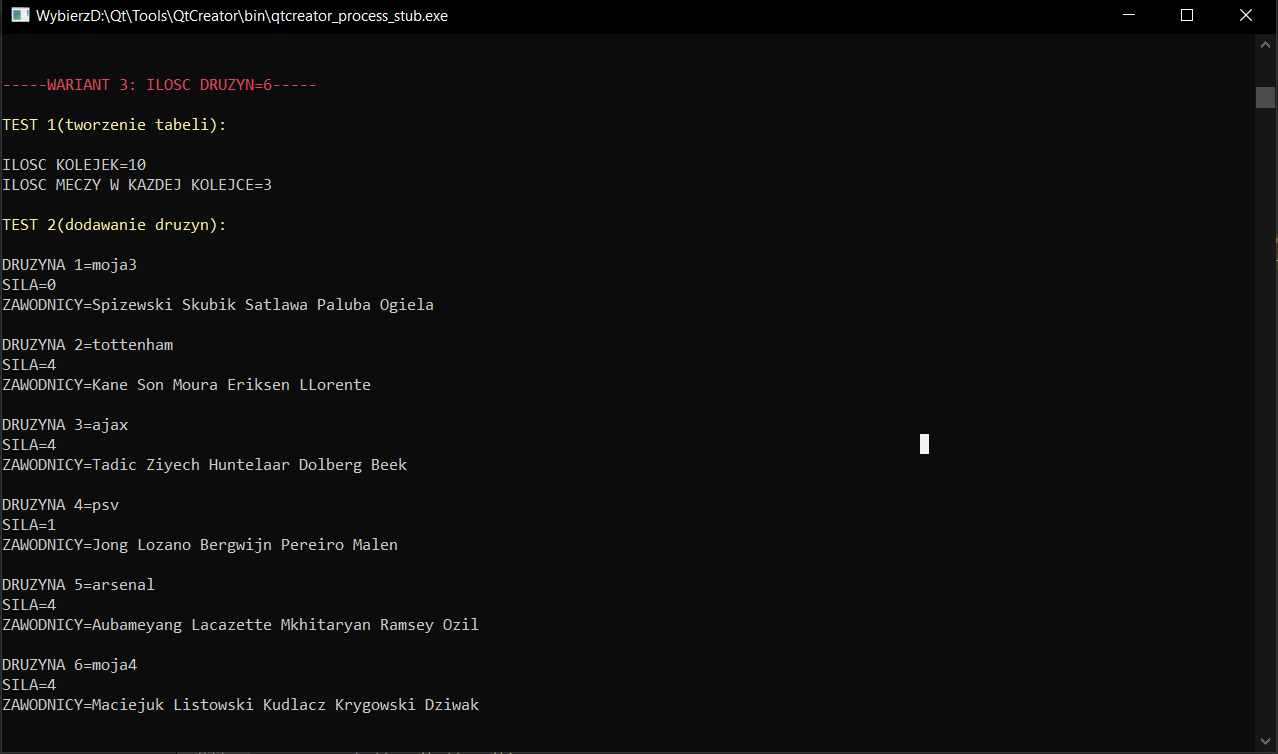 WybierzD:\Qt\Tools\QtCreator\bin\qtcreator_process_stub.exe
-----WARIANT 3: ILOSC DRUZYN=6-----
TEST 1(tworzenie tabeli):
ILOSC KOLEJEK=10
ILOSC MECZY W KAZDEJ KOLEJCE=3
TEST 2(dodawanie druzyn):
DRUZYNA 1=moja3
SILA=0
ZAWODNICY=Spizewski Skubik Satlawa Paluba Ogiela
DRUZYNA 2=tottenham
SILA=4
ZAWODNICY=Kane Son Moura Eriksen LLorente
DRUZYNA 3=ajax
SILA=4
ZAWODNICY=Tadic Ziyech Huntelaar Dolberg Beek
DRUZYNA 4=psv
SILA=1
ZAWODNICY=Jong Lozano Bergwijn Pereiro Malen
DRUZYNA 5=arsenal
SILA=4
ZAWODNICY=Aubameyang Lacazette Mkhitaryan Ramsey Ozil
DRUZYNA 6=moja4
SILA=4
ZAWODNICY=Maciejuk Listowski Kudlacz Krygowski Dziwak